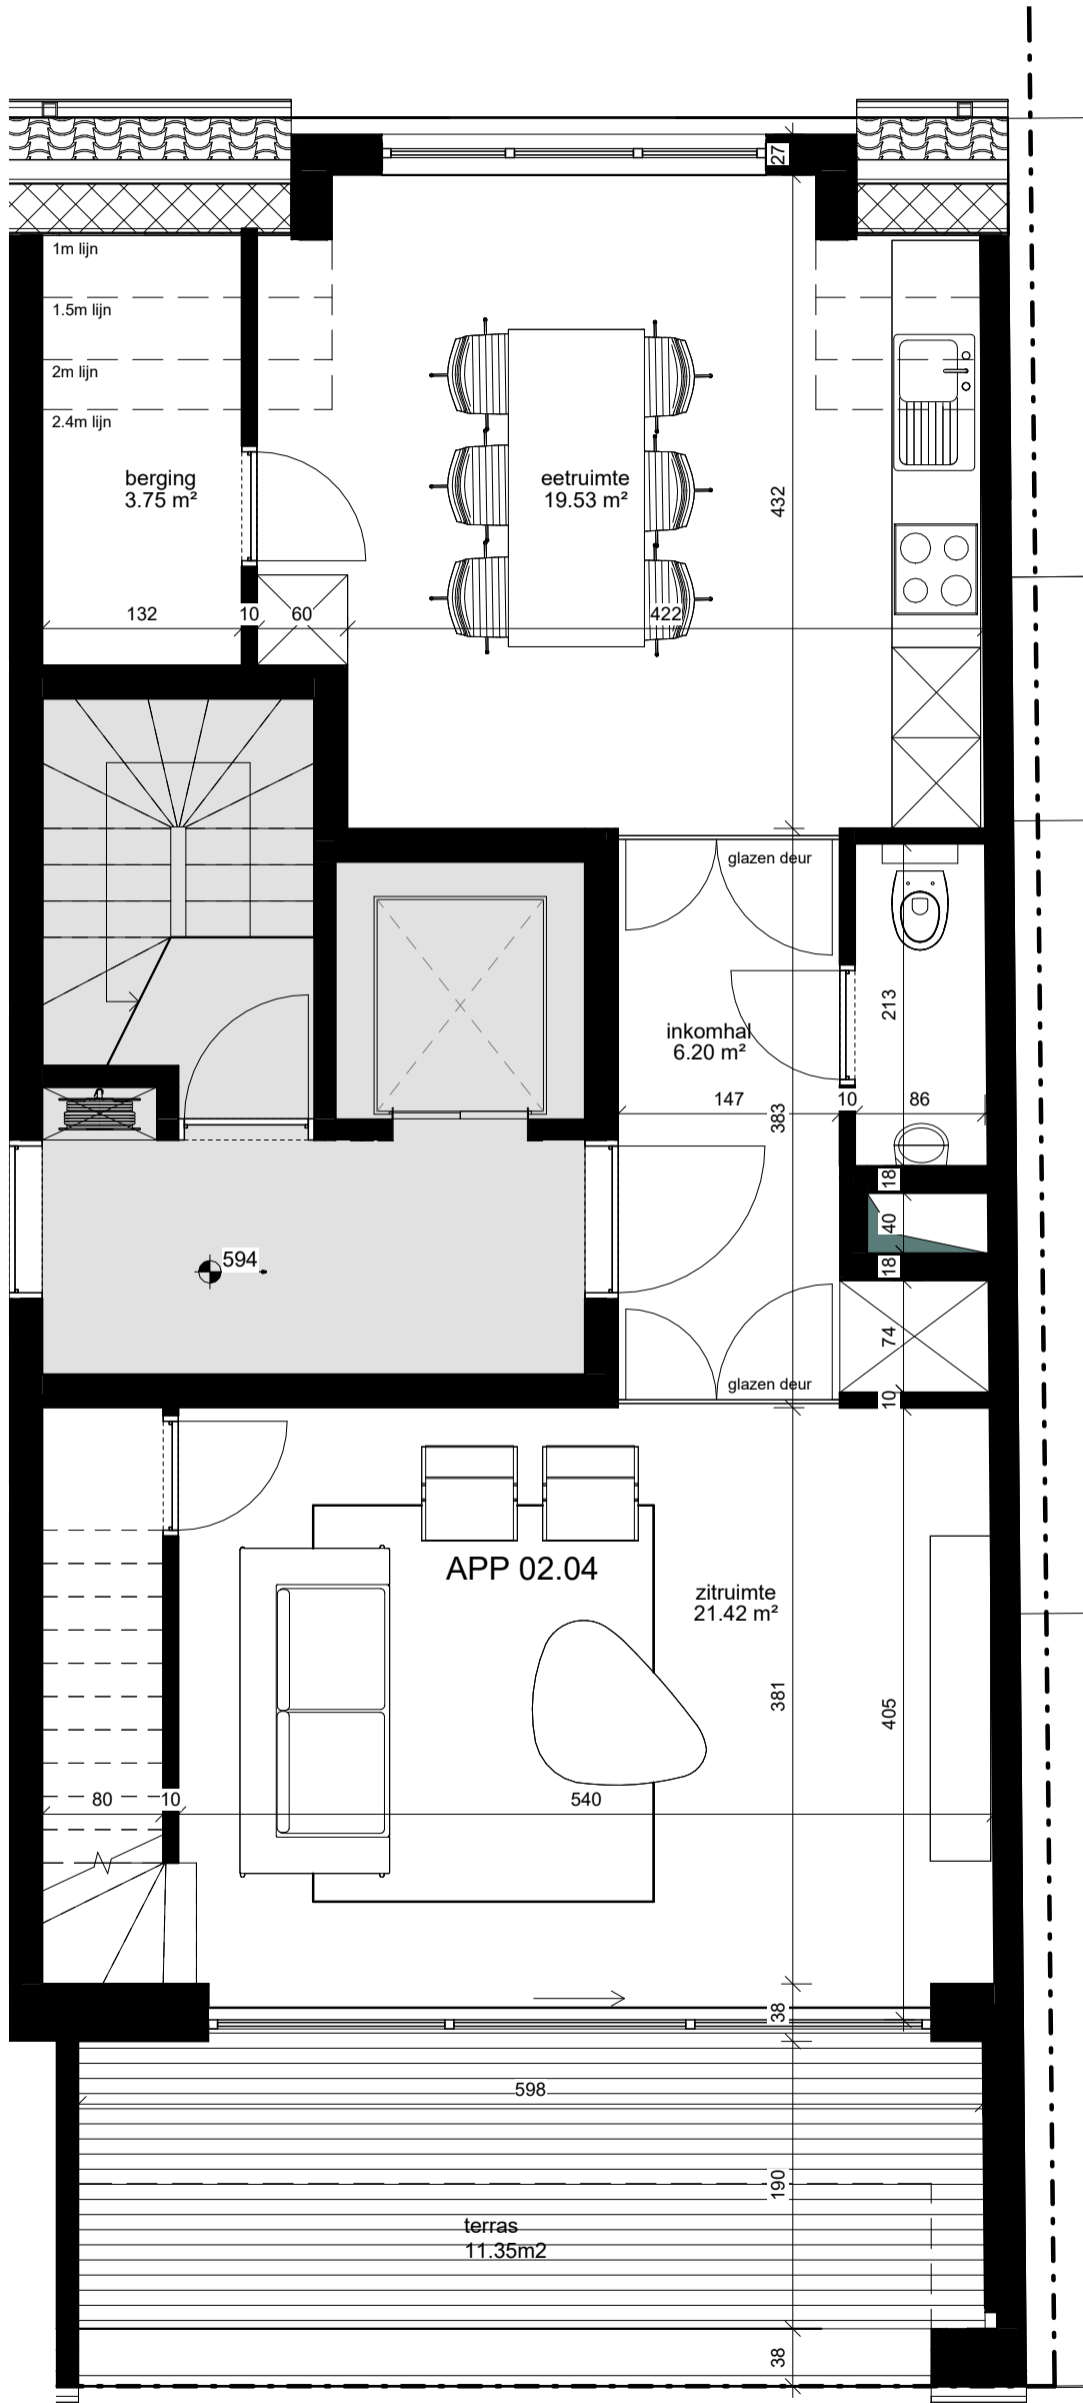 27
1m lijn
1.5m lijn
2m lijn
2.4m lijn
berging
3.75 m²
eetruimte
19.53 m²
432
132
10
60
422
glazen deur
213
inkomhal
6.20 m²
147
10
86
383
18
40
18
594
74
glazen deur
10
APP 02.04
zitruimte
21.42 m²
381
405
80
10
540
38
598
190
terras
11.35m2
38